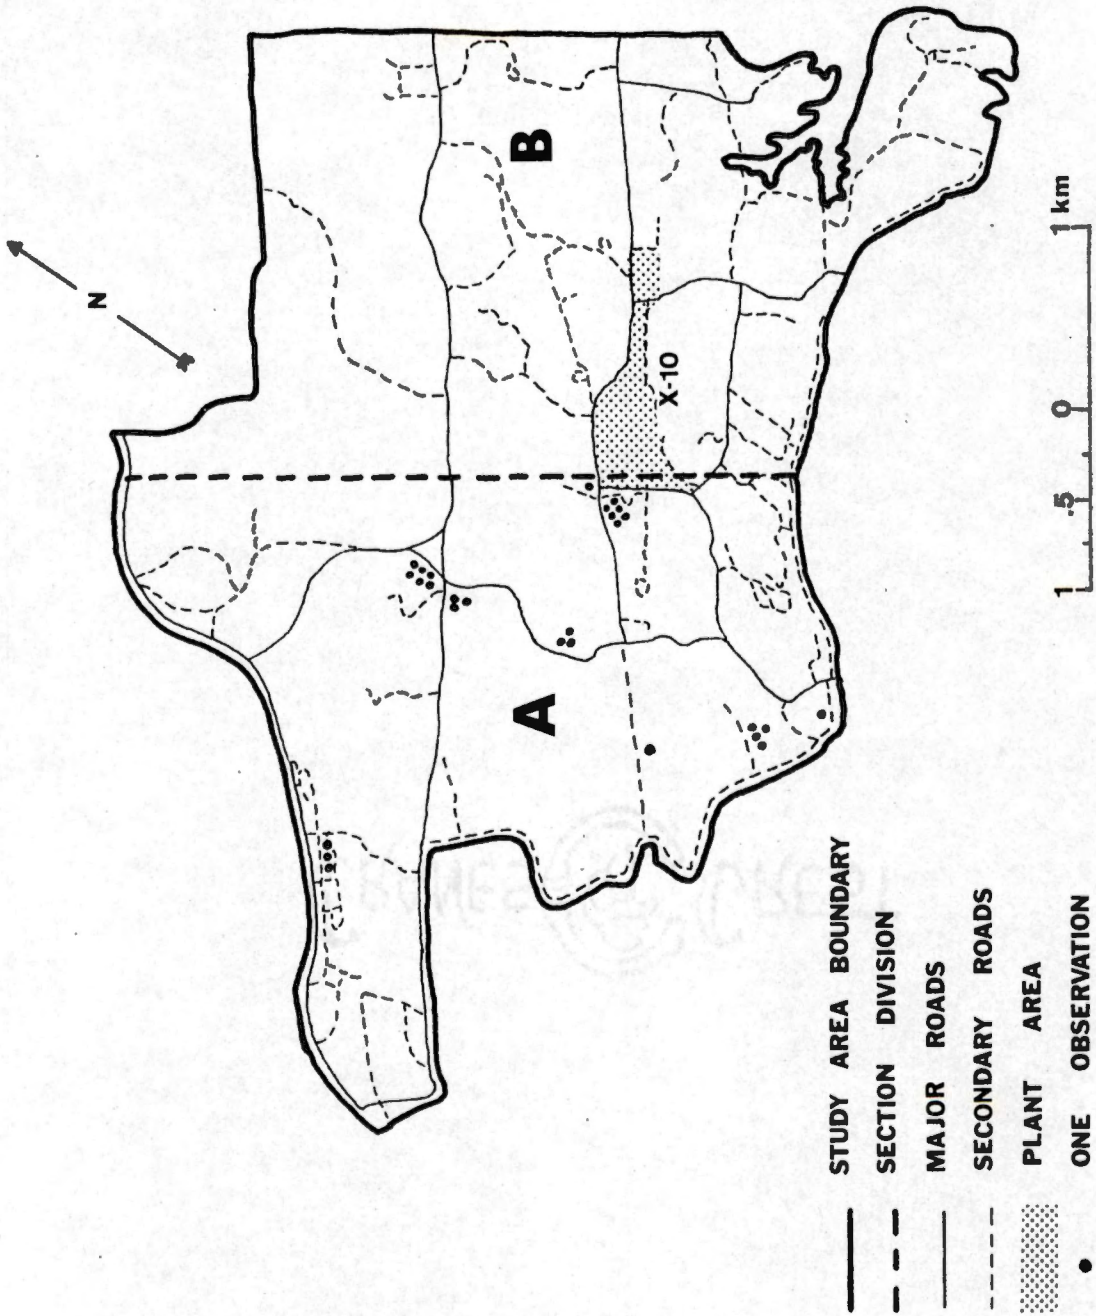 N
B
X-10
A
1 .5 0 1 km
STUDY AREA BOUNDARY
SECTION DIVISION
MAJOR ROADS
SECONDARY ROADS
PLANT AREA
ONE OBSERVATION